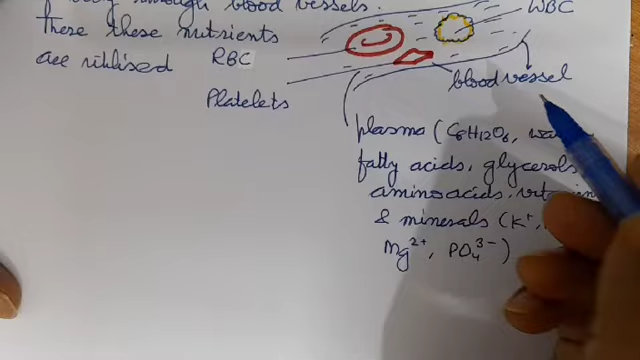 body through blood vessels.
WBC
These these nutrients
are utilised
RBC
Platelets
blood vessel
plasma (C6H12O6,
fatty acids, glycerols,
amino acids,
& minerals (K+,
Mg2+, PO4 3-)